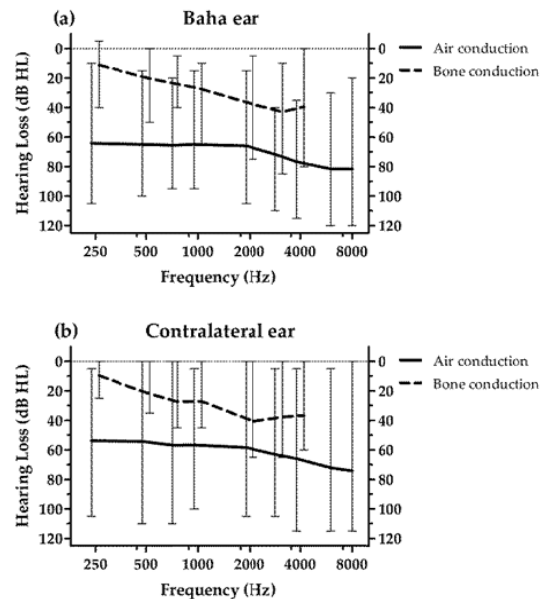 (a) Baha ear
Hearing Loss (dB HL)
0 0
20 20
40 40
60 60
80 80
100 100
120 120
250 500 1000 2000 4000 8000
Frequency (Hz)
Air conduction
Bone conduction
(b) Contralateral ear
Hearing Loss (dB HL)
0 0
20 20
40 40
60 60
80 80
100 100
120 120
250 500 1000 2000 4000 8000
Frequency (Hz)
Air conduction
Bone conduction